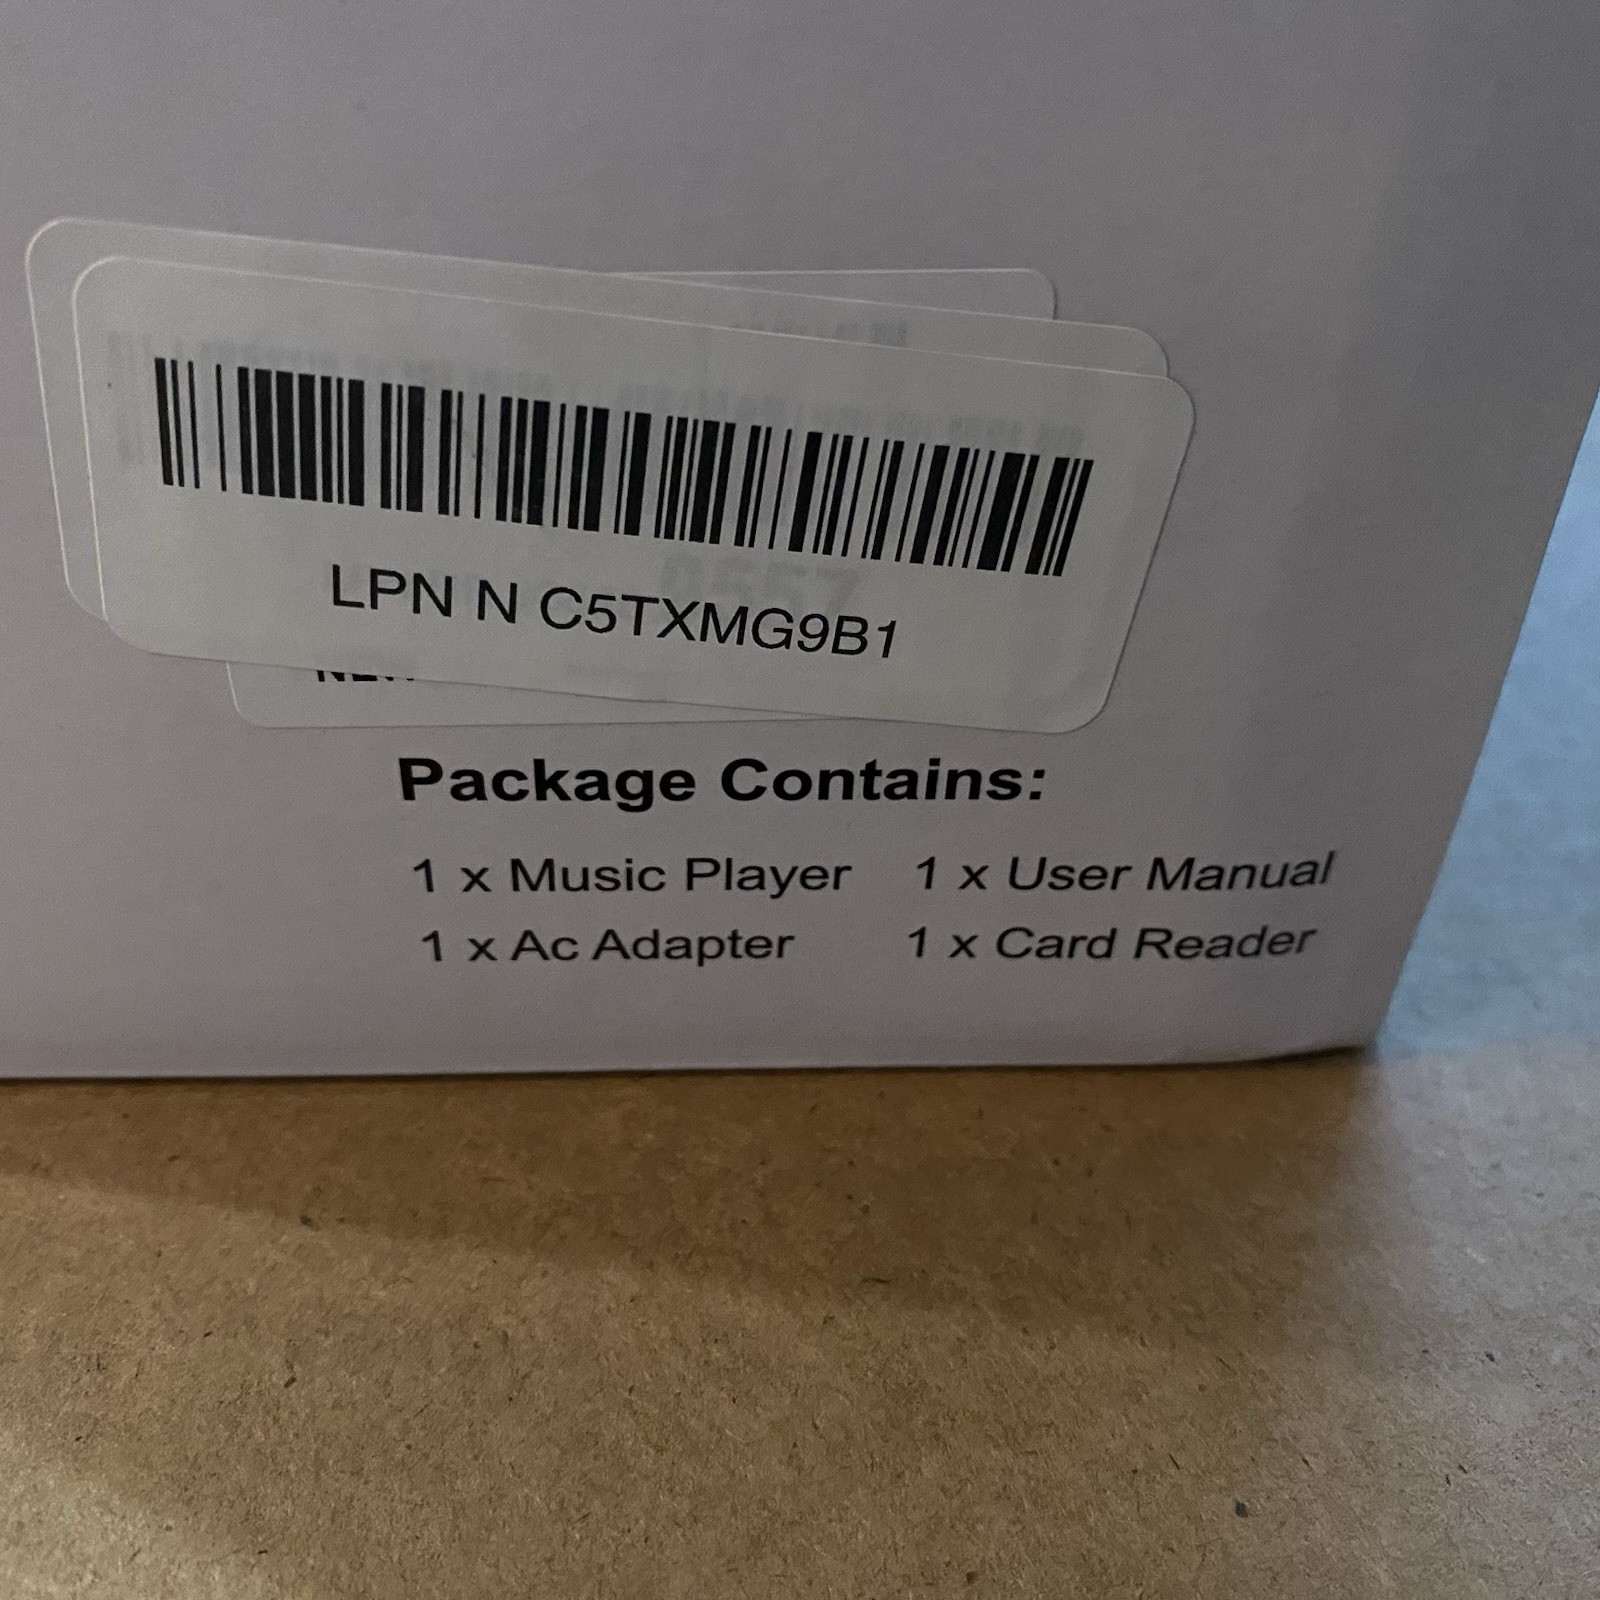 LPN N C5TXMG9B1
Package Contains:
1 x Music Player 1 x User Manual
1 x Ac Adapter 1 x Card Reader